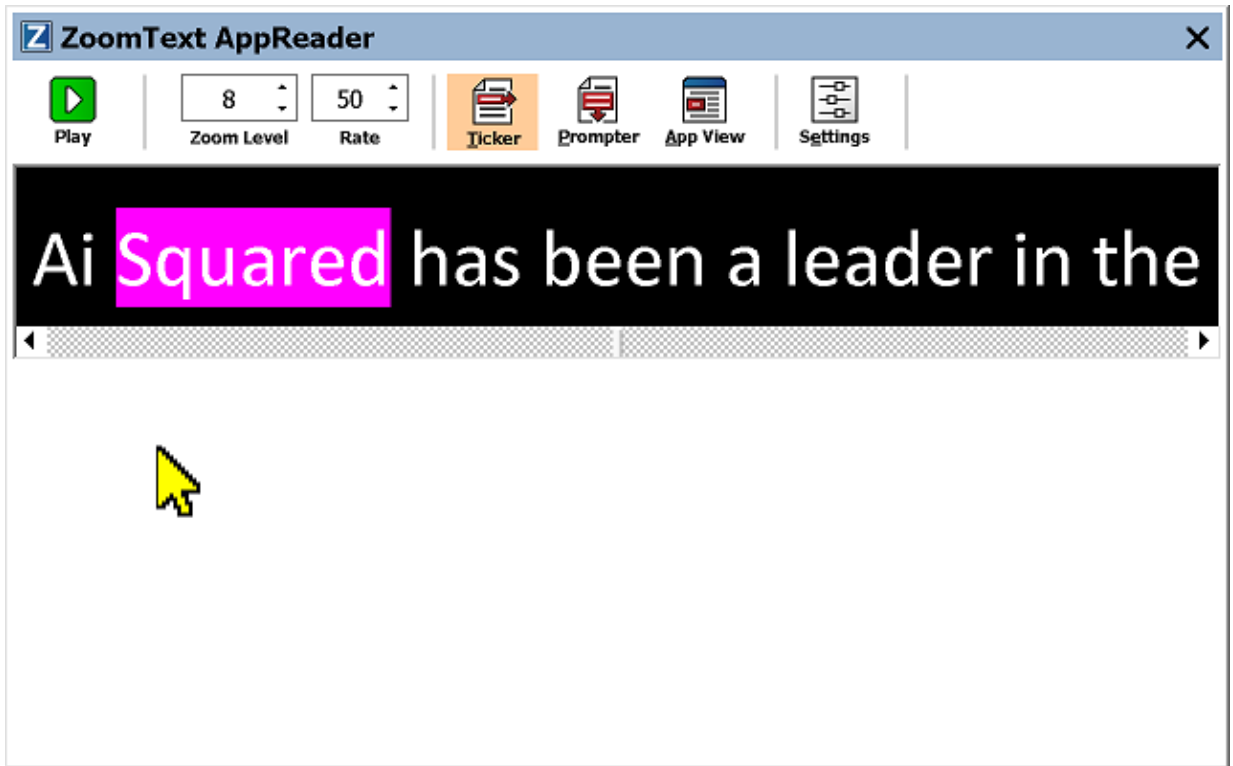 ZoomText AppReader
8 50
Play Zoom Level Rate Ticker Prompter App View Settings
Ai Squared has been a leader in the